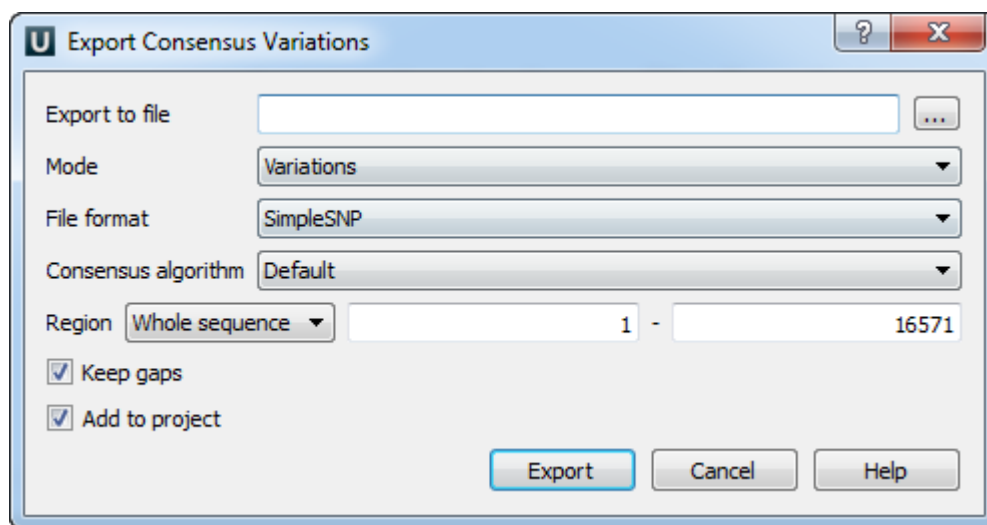 U Export Consensus Variations ? X
Export to file ...
Mode Variations
File format SimpleSNP
Consensus algorithm Default
Region Whole sequence 1 - 16571
Keep gaps
Add to project
Export Cancel Help